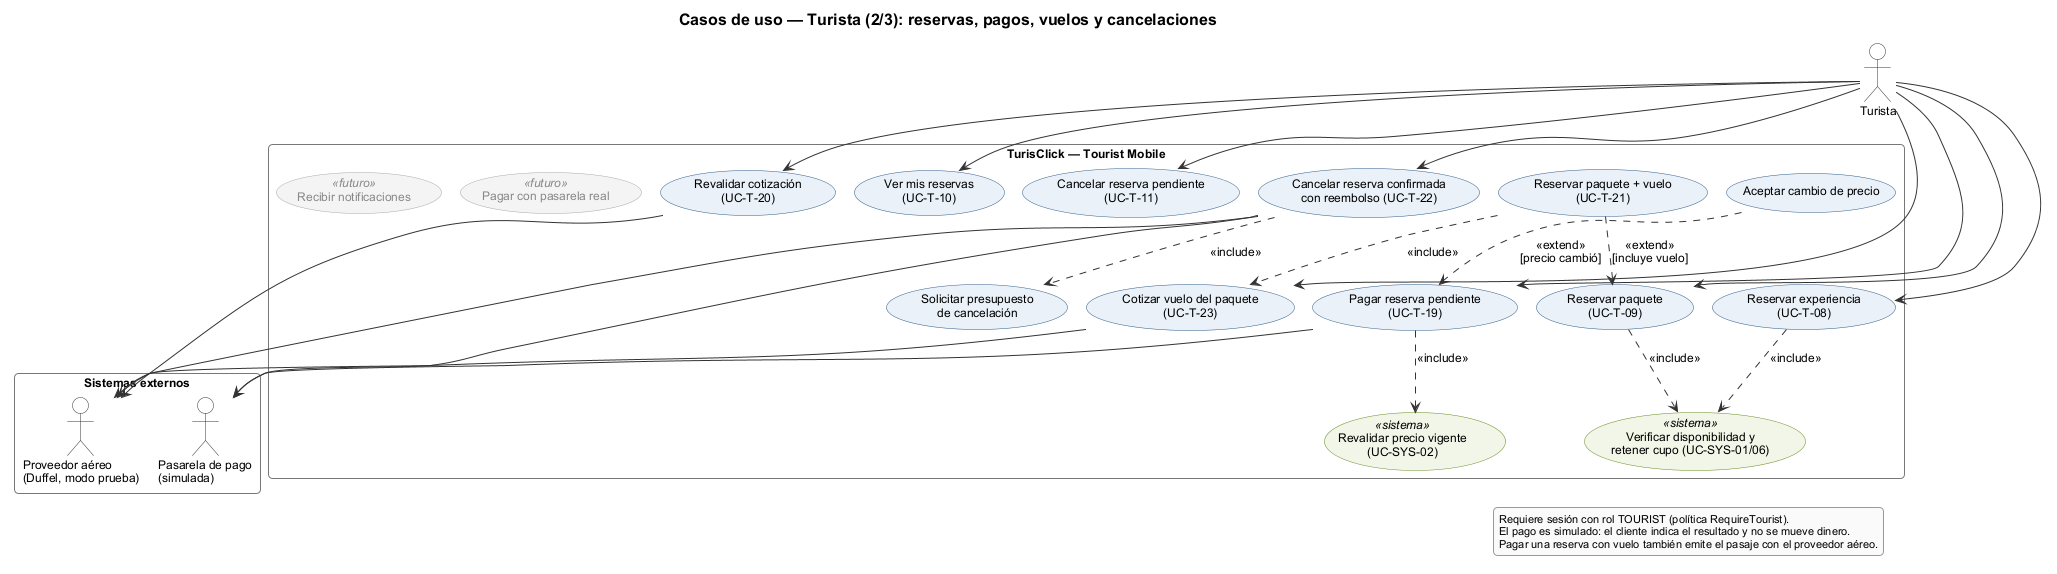 Casos de uso — Turista (2/3): reservas, pagos, vuelos y cancelaciones
Turista
TurisClick — Tourist Mobile
«futuro»
Recibir notificaciones
«futuro»
Pagar con pasarela real
Revalidar cotización
(UC-T-20)
Ver mis reservas
(UC-T-10)
Cancelar reserva pendiente
(UC-T-11)
Cancelar reserva confirmada
con reembolso (UC-T-22)
Reservar paquete + vuelo
(UC-T-21)
Aceptar cambio de precio
«include»
«include»
«extend»
[precio cambió]
«extend»
[incluye vuelo]
Solicitar presupuesto
de cancelación
Cotizar vuelo del paquete
(UC-T-23)
Pagar reserva pendiente
(UC-T-19)
Reservar paquete
(UC-T-09)
Reservar experiencia
(UC-T-08)
«include»
«include»
«include»
Sistemas externos
Proveedor aéreo
(Duffel, modo prueba)
Pasarela de pago
(simulada)
«sistema»
Revalidar precio vigente
(UC-SYS-02)
«sistema»
Verificar disponibilidad y
retener cupo (UC-SYS-01/06)
Requiere sesión con rol TOURIST (política RequireTourist).
El pago es simulado: el cliente indica el resultado y no se mueve dinero.
Pagar una reserva con vuelo también emite el pasaje con el proveedor aéreo.